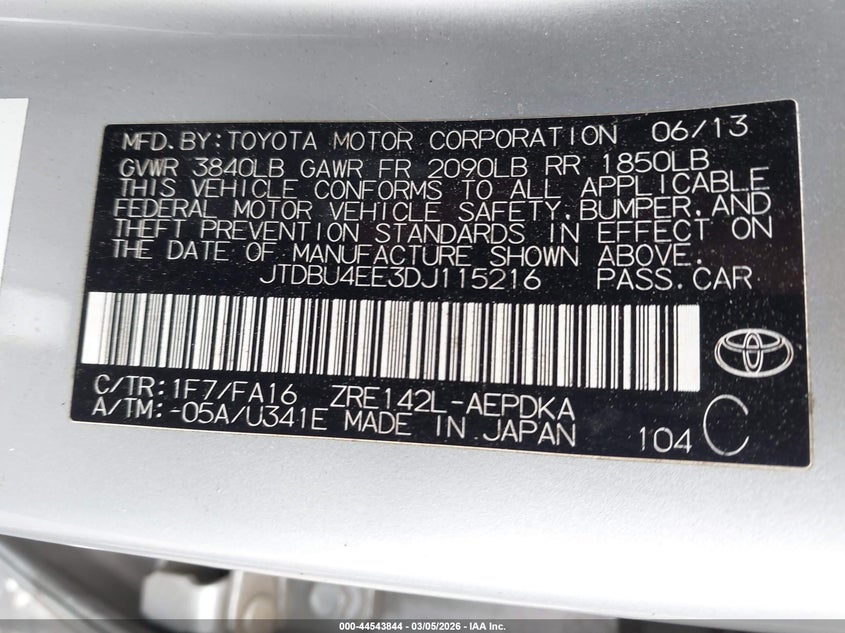 MFD. BY: TOYOTA MOTOR CORPORATION 06/13
GVWR 3840LB GAWR FR 2090LB RR 1850LB
THIS VEHICLE CONFORMS TO ALL APPLICABLE
FEDERAL MOTOR VEHICLE SAFETY, BUMPER, AND
THEFT PREVENTION STANDARDS IN EFFECT ON
THE DATE OF MANUFACTURE SHOWN ABOVE.
JTDBU4EE3DJ115216 PASS. CAR
C/TR: 1F7/FA16 ZRE142L-AEPDKA
A/TM: -05A/U341E MADE IN JAPAN 104 C
000-44543844 | 03/05/2026 - IAA Inc.